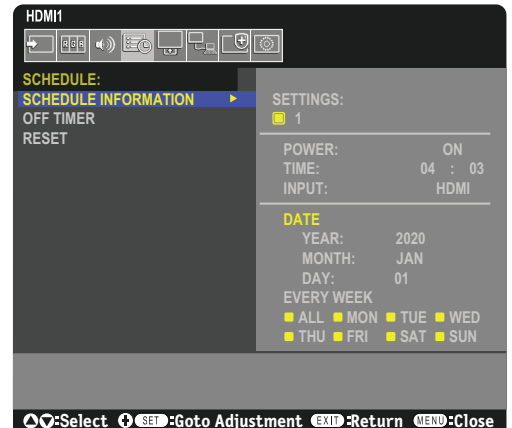 HDMI1
R G B
SCHEDULE:
SCHEDULE INFORMATION
OFF TIMER
RESET
SETTINGS:
1
POWER: ON
TIME: 04 : 03
INPUT: HDMI
DATE
YEAR: 2020
MONTH: JAN
DAY: 01
EVERY WEEK
ALL MON TUE WED
THU FRI SAT SUN
:Select SET :Goto Adjustment EXIT :Return MENU :Close